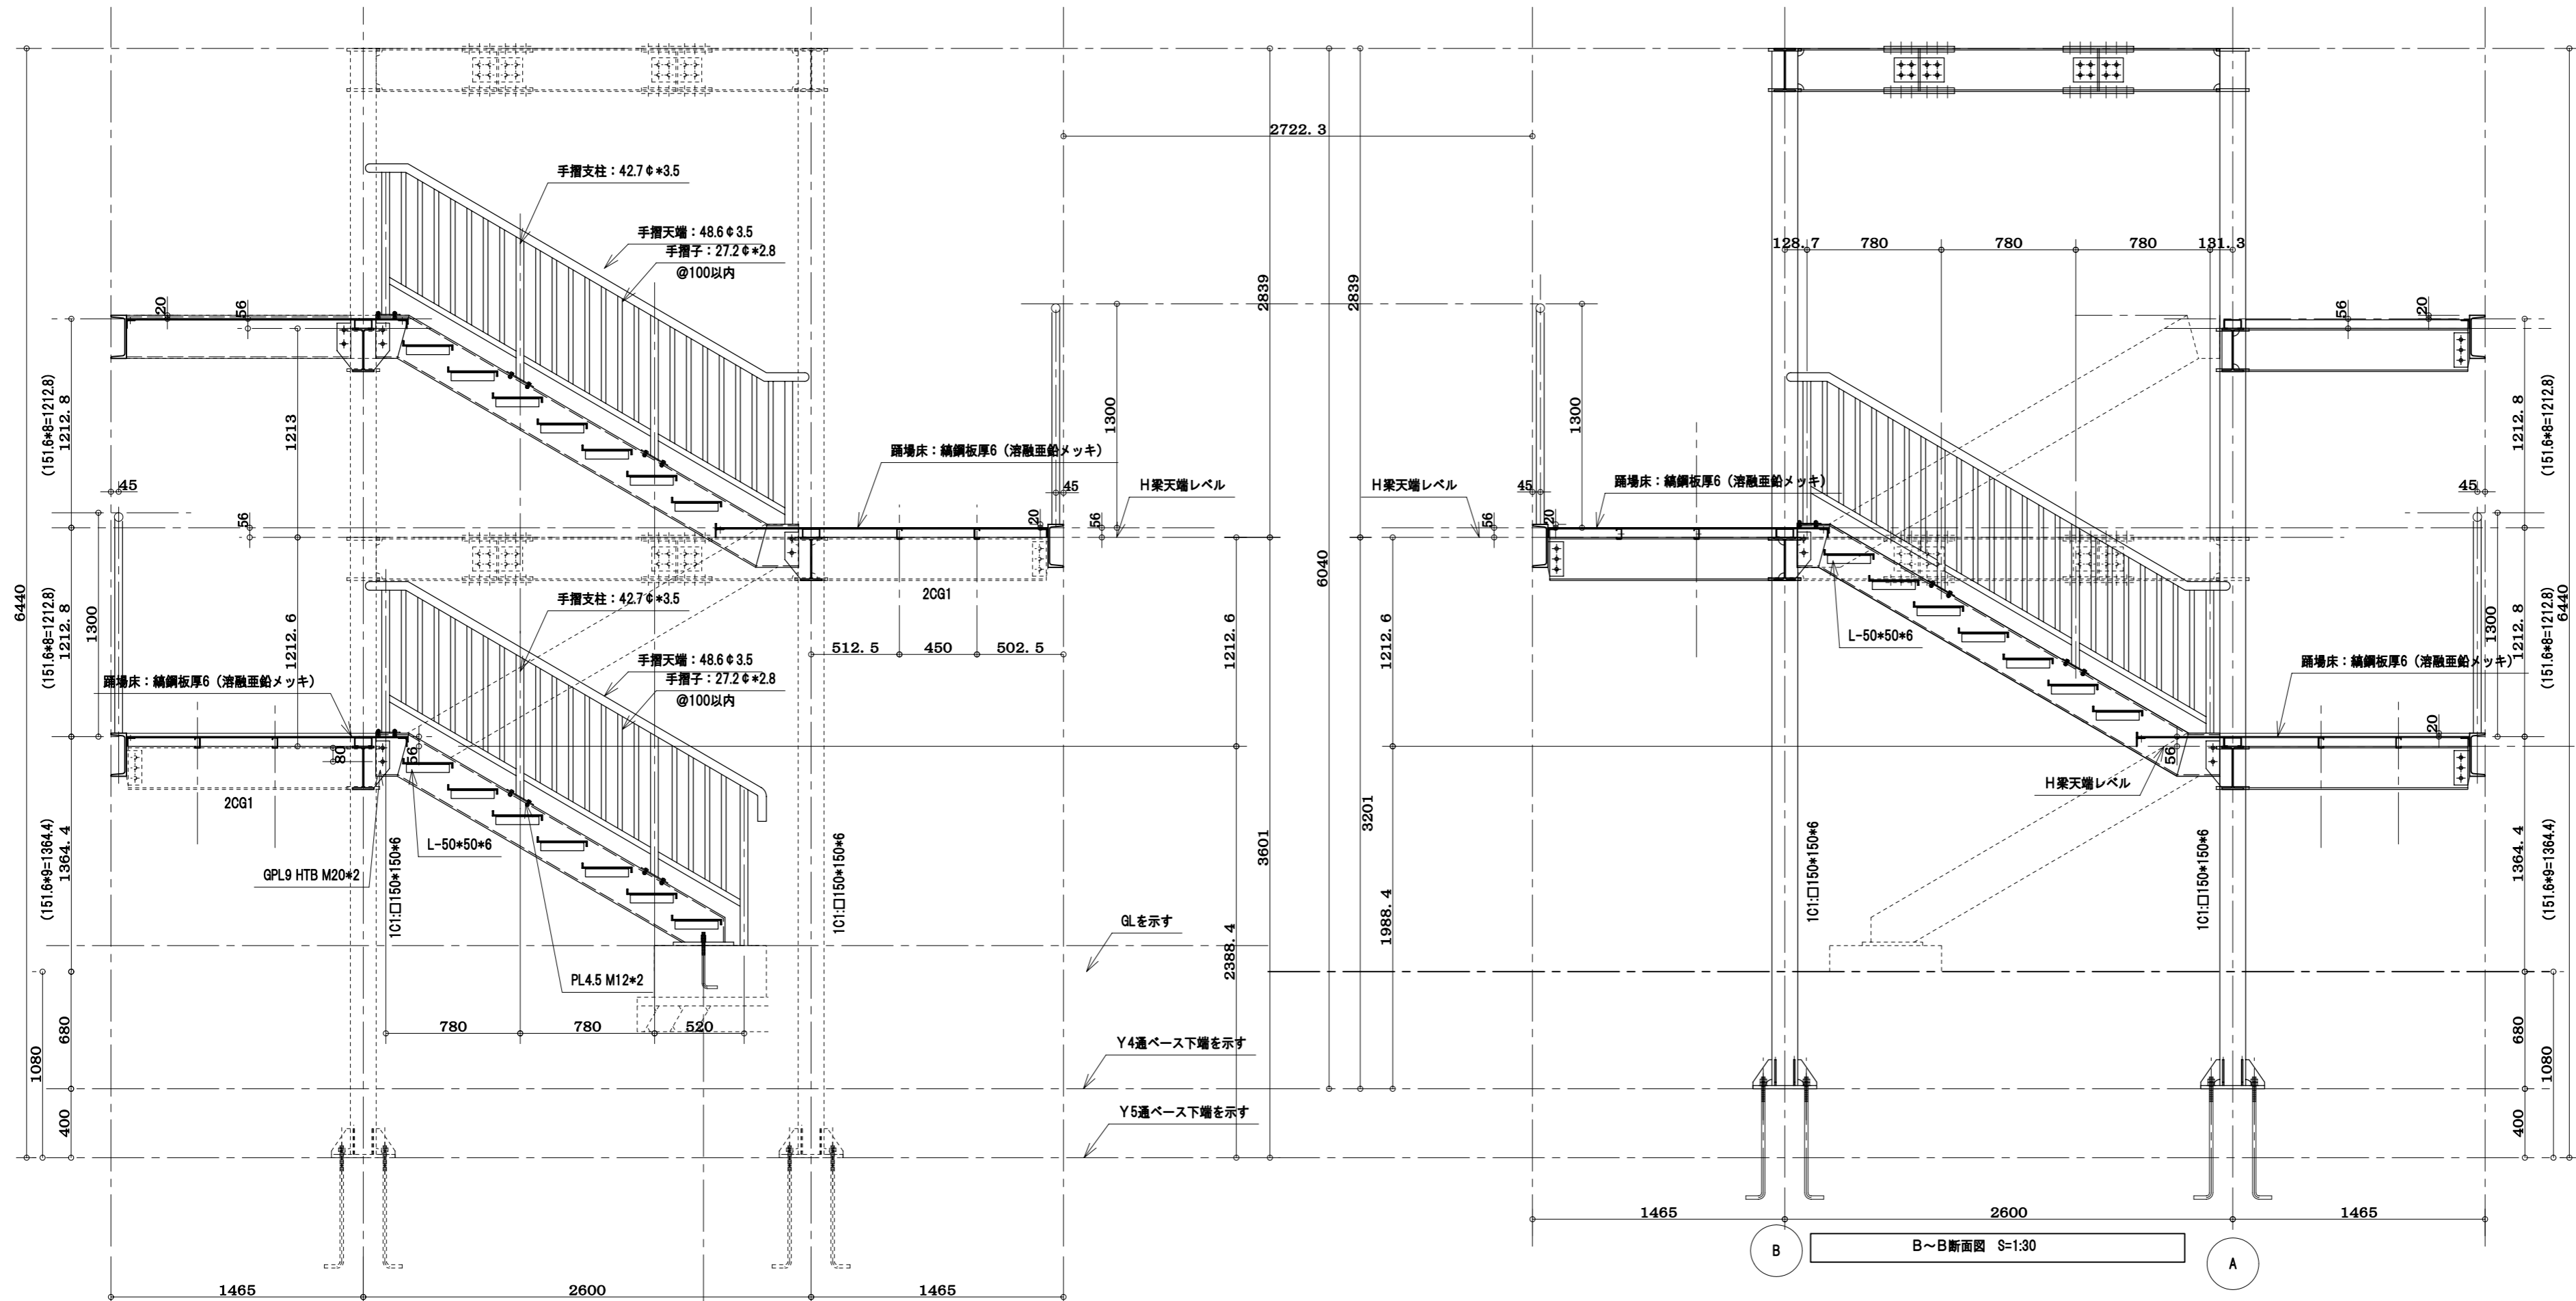 2722. 3
手摺支柱：42.7￠*3.5
手摺天端：48.6￠3.5
手摺子：27.2￠*2.8
@100以内
128. 7
780
780
780
131. 3
20
56
2839
2839
56
20
(151.6*8=1212.8)
1212. 8
1213
1300
1300
1212. 8
(151.6*8=1212.8)
踊場床：縞鋼板厚6（溶融亜鉛メッキ）
H梁天端レベル
H梁天端レベル
踊場床：縞鋼板厚6（溶融亜鉛メッキ）
45
45
45
45
56
20
56
56
20
6440
6040
6440
2CG1
手摺支柱：42.7￠*3.5
512. 5
450
502. 5
(151.6*8=1212.8)
1212. 8
1300
1212. 6
1212. 6
1212. 6
L-50*50*6
1300
1212. 8
(151.6*8=1212.8)
手摺天端：48.6￠3.5
手摺子：27.2￠*2.8
@100以内
踊場床：縞鋼板厚6（溶融亜鉛メッキ）
踊場床：縞鋼板厚6（溶融亜鉛メッキ）
80
56
56
20
H梁天端レベル
2CG1
(151.6*9=1364.4)
1364. 4
L-50*50*6
GPL9 HTB M20*2
1C1:□150*150*6
1C1:□150*150*6
3601
3201
1C1:□150*150*6
1C1:□150*150*6
1364. 4
(151.6*9=1364.4)
GLを示す
2388. 4
1988. 4
PL4.5 M12*2
780
780
520
1080
680
Y4通ベース下端を示す
680
1080
400
Y5通ベース下端を示す
400
1465
2600
1465
B
B～B断面図 S=1:30
A
1465
2600
1465